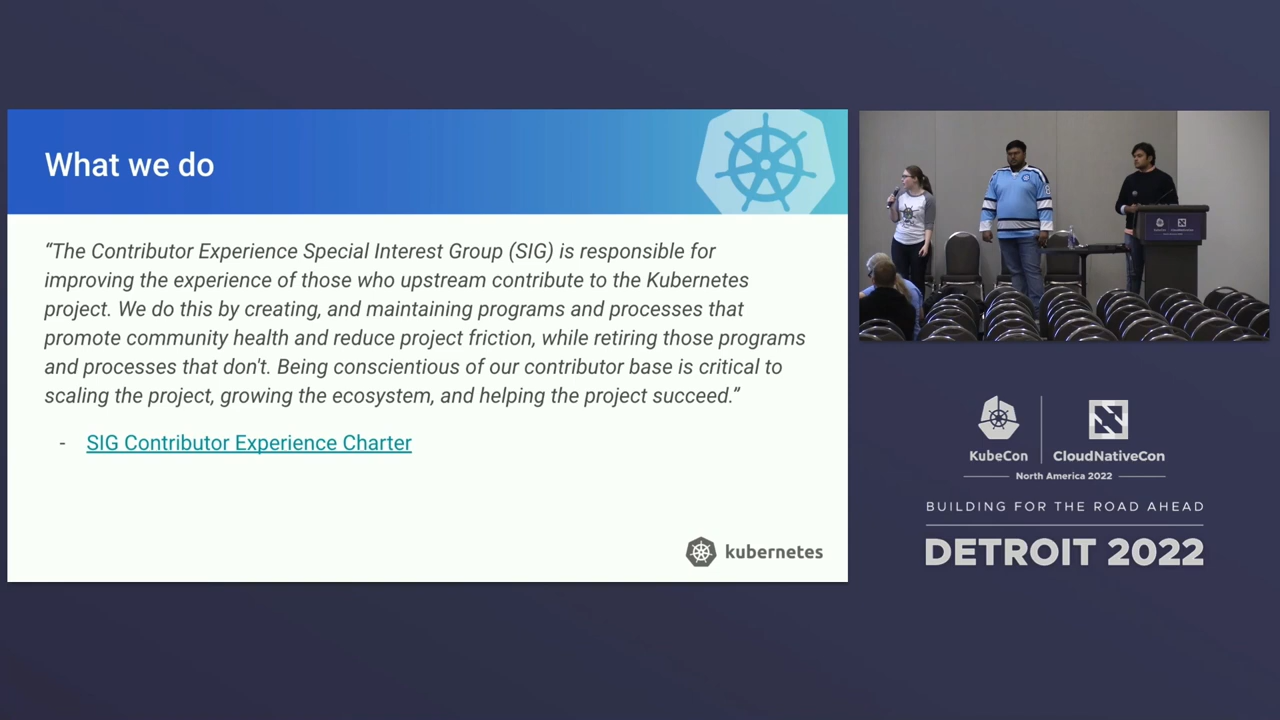 What we do
“The Contributor Experience Special Interest Group (SIG) is responsible for
improving the experience of those who upstream contribute to the Kubernetes
project. We do this by creating, and maintaining programs and processes that
promote community health and reduce project friction, while retiring those programs
and processes that don't. Being conscientious of our contributor base is critical to
scaling the project, growing the ecosystem, and helping the project succeed.”
- SIG Contributor Experience Charter
kubernetes
KubeCon
CloudNativeCon
North America 2022
BUILDING FOR THE ROAD AHEAD
DETROIT 2022